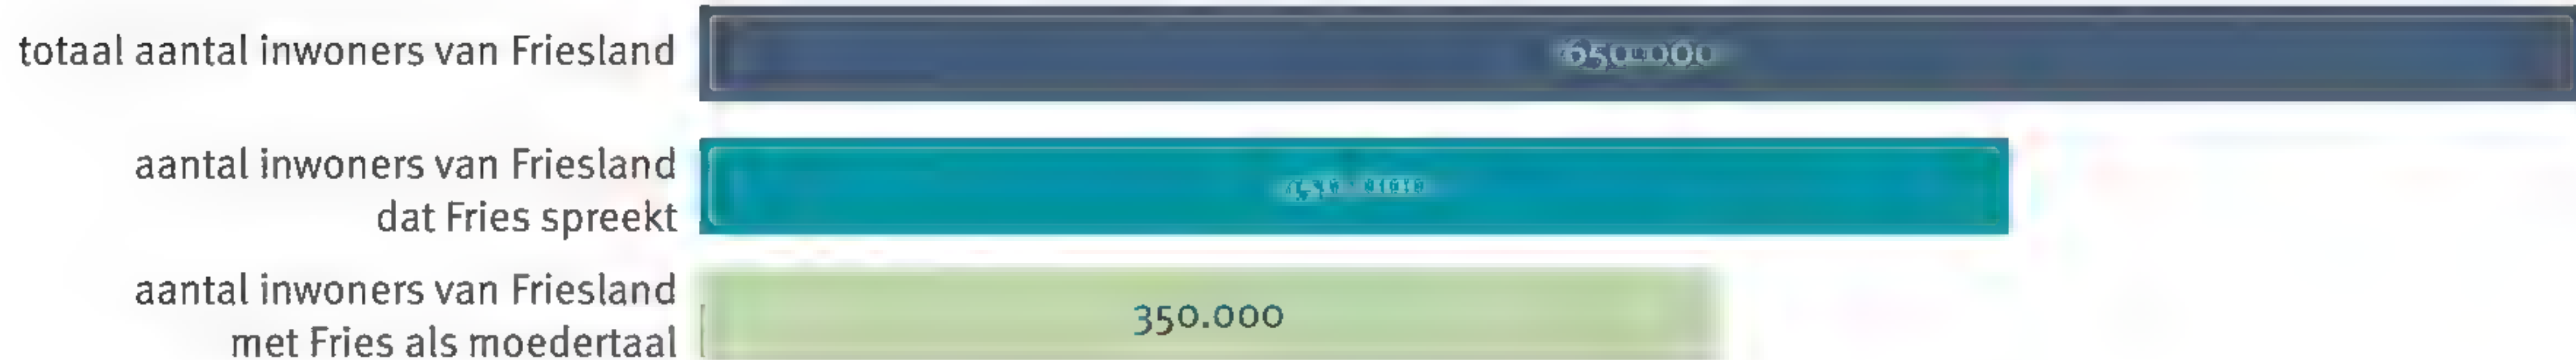 totaal aantal inwoners van Friesland
650.000
aantal inwoners van Friesland
dat Fries spreekt
aantal inwoners van Friesland
met Fries als moedertaal
350.000